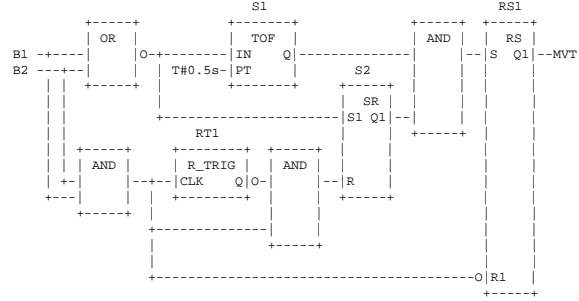 S1 RS1
OR TOF AND RS
B1 O IN Q S Q1 MVT
B2 T#0.5s PT S2
SR
S1 Q1
RT1
AND R_TRIG AND
CLK Q O R
O R1